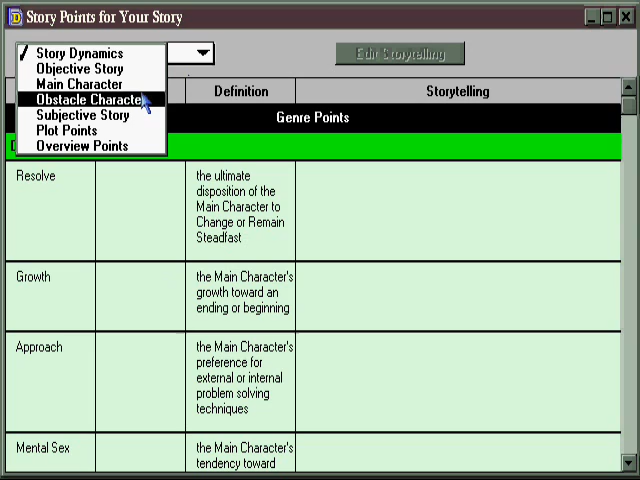 Story Points for Your Story
Story Dynamics
Objective Story
Main Character
Obstacle Characte
Subjective Story
Plot Points
Overview Points
Edit Storytelling
Definition
Storytelling
Genre Points
Resolve
the ultimate
disposition of the
Main Character to
Change or Remain
Steadfast
Growth
the Main Character's
growth toward an
ending or beginning
Approach
the Main Character's
preference for
external or internal
problem solving
techniques
Mental Sex
the Main Character's
tendency toward